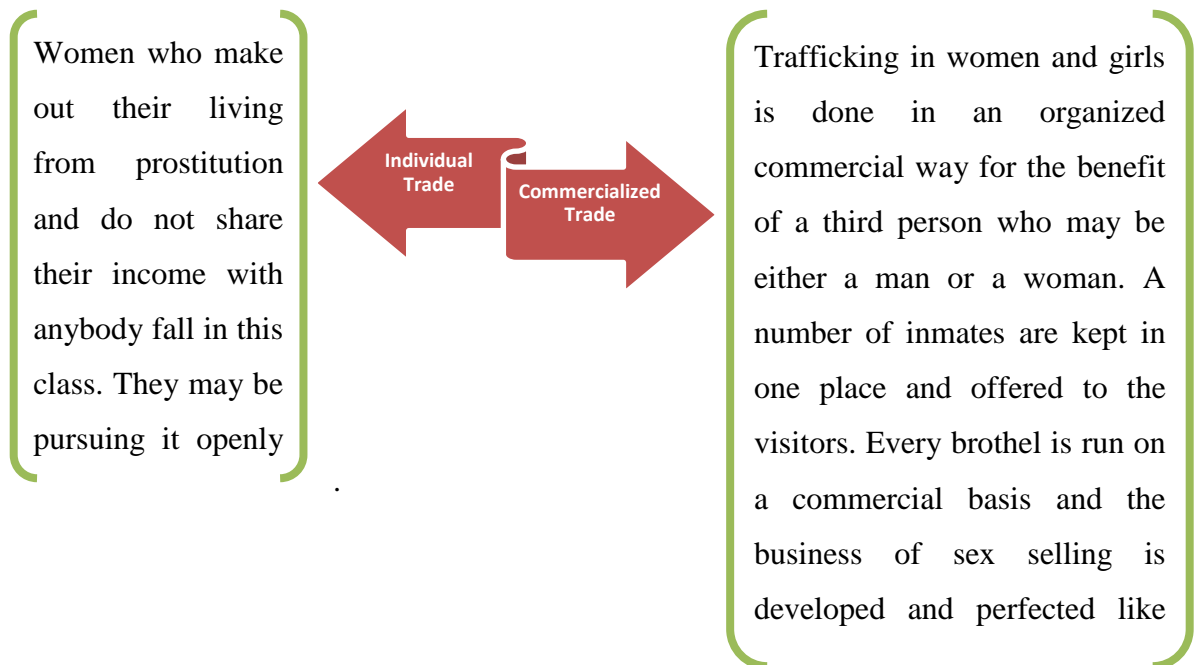 Women who make
out their living
from prostitution
and do not share
their income with
anybody fall in this
class. They may be
pursuing it openly
.
Individual
Trade
Commercialized
Trade
Trafficking in women and girls
is done in an organized
commercial way for the benefit
of a third person who may be
either a man or a woman. A
number of inmates are kept in
one place and offered to the
visitors. Every brothel is run on
a commercial basis and the
business of sex selling is
developed and perfected like